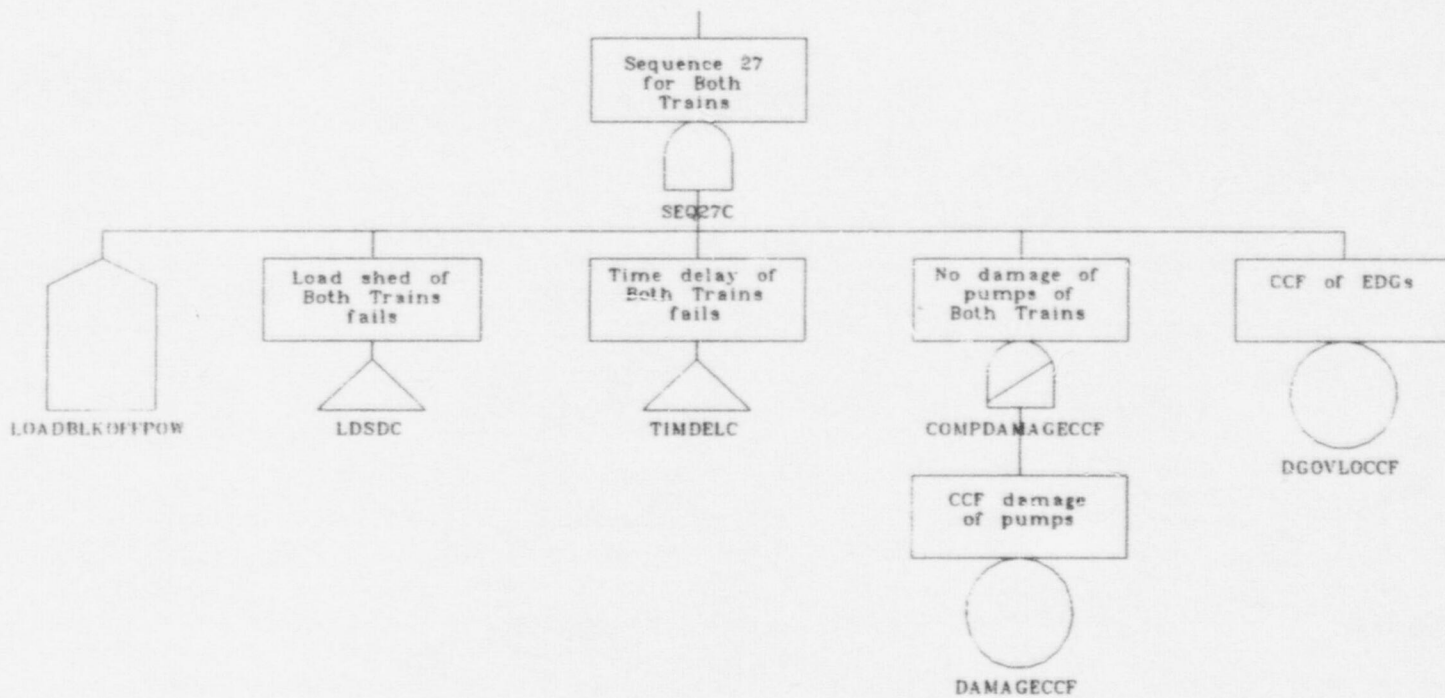 Sequence 27
for Both
Trains
SEQ27C
Load shed of
Both Trains
fails
Time delay of
Both Trains
fails
No damage of
pumps of
Both Trains
CCF of EDGs
LOADBLKOFFPOW
LDSDC
TIMDELC
COMPDAMAGECCF
DGOVLOCCF
CCF damage
of pumps
DAMAGECCF